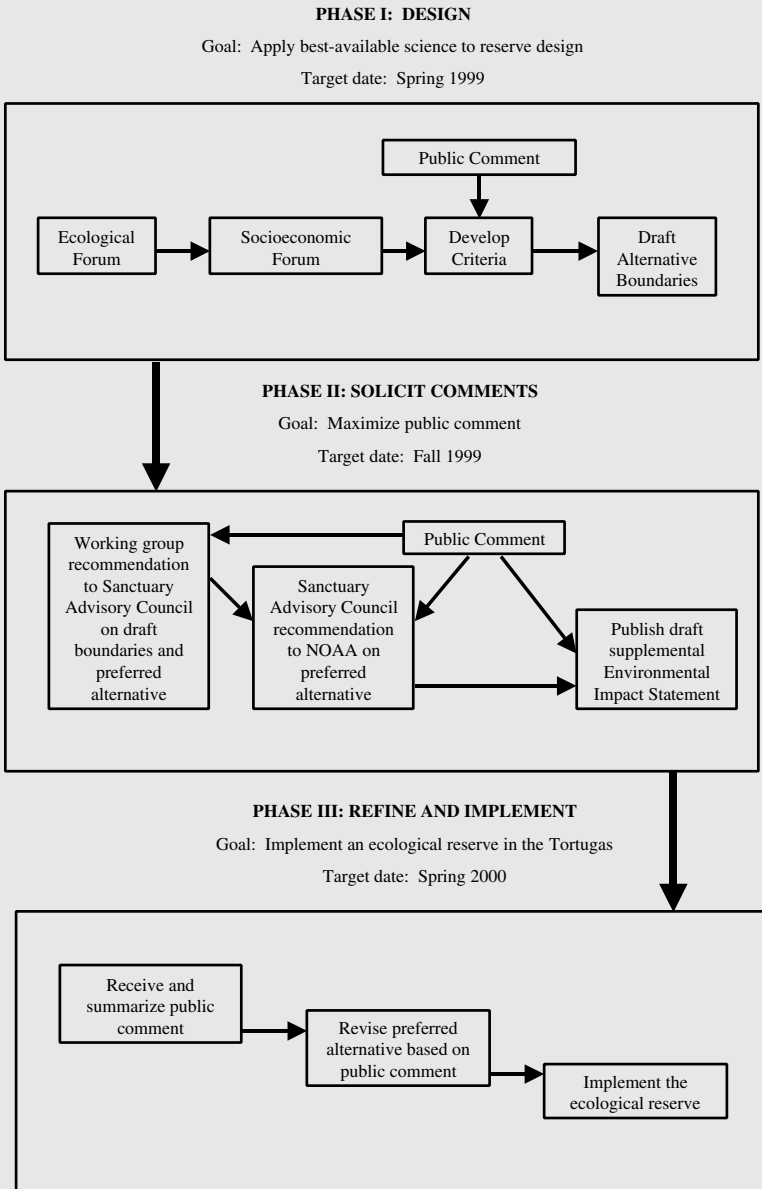 PHASE I: DESIGN
Goal: Apply best-available science to reserve design
Target date: Spring 1999
Public Comment
Ecological
Forum
Socioeconomic
Forum
Develop
Criteria
Draft
Alternative
Boundaries
PHASE II: SOLICIT COMMENTS
Goal: Maximize public comment
Target date: Fall 1999
Working group
recommendation
to Sanctuary
Advisory Council
on draft
boundaries and
preferred
alternative
Public Comment
Sanctuary
Advisory Council
recommendation
to NOAA on
preferred
alternative
Publish draft
supplemental
Environmental
Impact Statement
PHASE III: REFINE AND IMPLEMENT
Goal: Implement an ecological reserve in the Tortugas
Target date: Spring 2000
Receive and
summarize public
comment
Revise preferred
alternative based on
public comment
Implement the
ecological reserve